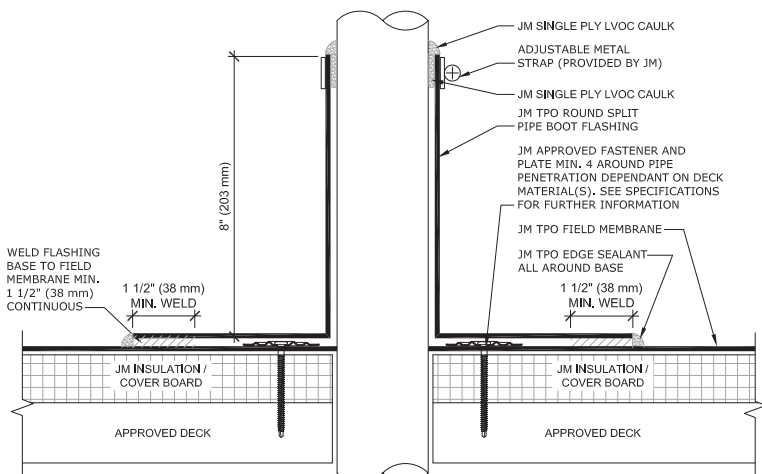 JM SINGLE PLY LVOC CAULK
ADJUSTABLE METAL
STRAP (PROVIDED BY JM)
JM SINGLE PLY LVOC CAULK
JM TPO ROUND SPLIT
PIPE BOOT FLASHING
JM APPROVED FASTENER AND
PLATE MIN. 4 AROUND PIPE
PENETRATION DEPENDANT ON DECK
MATERIAL(S). SEE SPECIFICATIONS
FOR FURTHER INFORMATION
JM TPO FIELD MEMBRANE
JM TPO EDGE SEALANT
ALL AROUND BASE
8" (203 mm)
WELD FLASHING
BASE TO FIELD
MEMBRANE MIN.
1 1/2" (38 mm)
CONTINUOUS
1 1/2" (38 mm)
MIN. WELD
1 1/2" (38 mm)
MIN. WELD
JM INSULATION /
COVER BOARD
JM INSULATION /
COVER BOARD
APPROVED DECK
APPROVED DECK